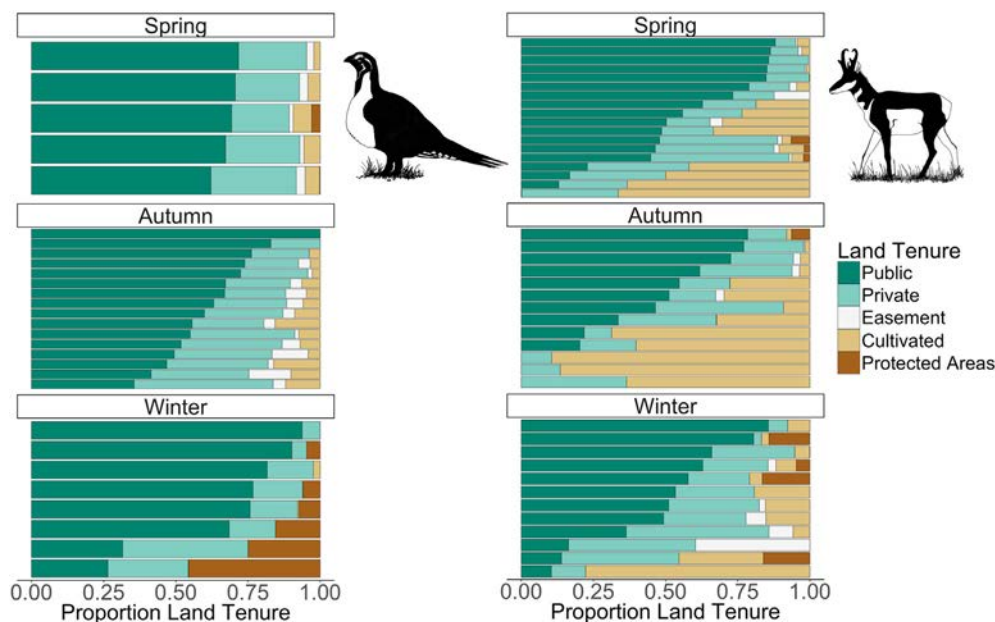 Spring
Autumn
Winter
0.00 0.25 0.50 0.75 1.00
Proportion Land Tenure
Spring
Autumn
Winter
0.00 0.25 0.50 0.75 1.00
Proportion Land Tenure
Land Tenure
Public
Private
Easement
Cultivated
Protected Areas